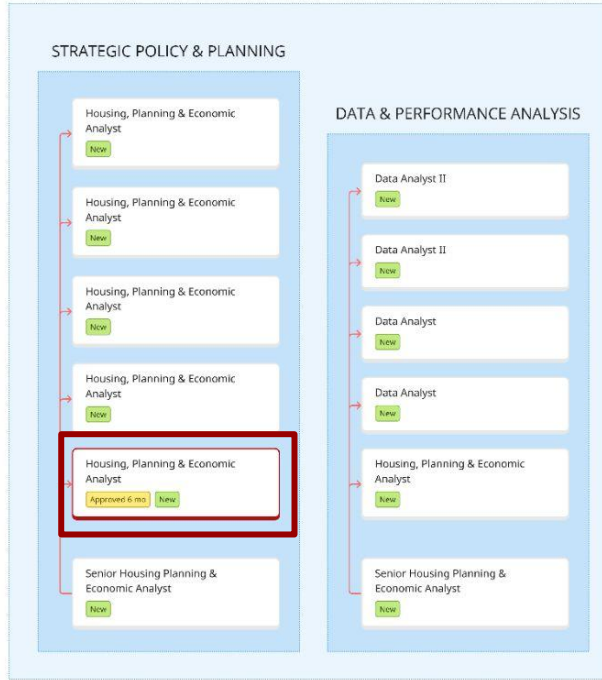 STRATEGIC POLICY & PLANNING
Housing, Planning & Economic
Analyst
New
Housing, Planning & Economic
Analyst
New
Housing, Planning & Economic
Analyst
New
Housing, Planning & Economic
Analyst
New
Housing, Planning & Economic
Analyst
Approved 6 mo New
Senior Housing Planning &
Economic Analyst
New
DATA & PERFORMANCE ANALYSIS
Data Analyst II
New
Data Analyst II
New
Data Analyst
New
Data Analyst
New
Housing, Planning & Economic
Analyst
New
Senior Housing Planning &
Economic Analyst
New